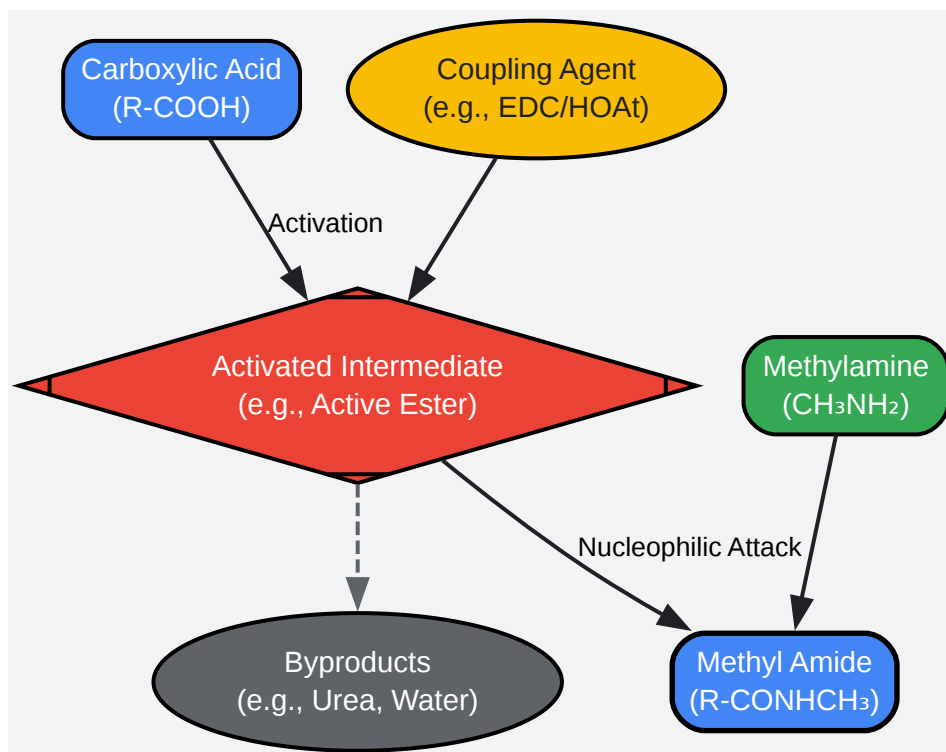 Carboxylic Acid
(R-COOH)
Coupling Agent
(e.g., EDC/HOAt)
Activation
Activated Intermediate
(e.g., Active Ester)
Methylamine
(CH₃NH₂)
Nucleophilic Attack
Byproducts
(e.g., Urea, Water)
Methyl Amide
(R-CONHCH₃)